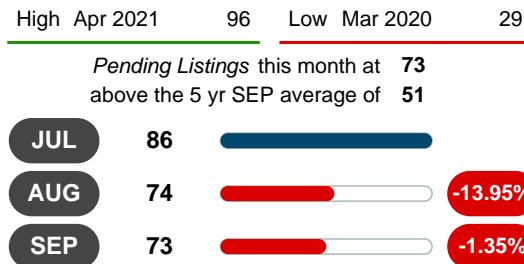 High Apr 2021 96 Low Mar 2020 29
Pending Listings this month at 73
above the 5 yr SEP average of 51
JUL 86
AUG 74 -13.95%
SEP 73 -1.35%